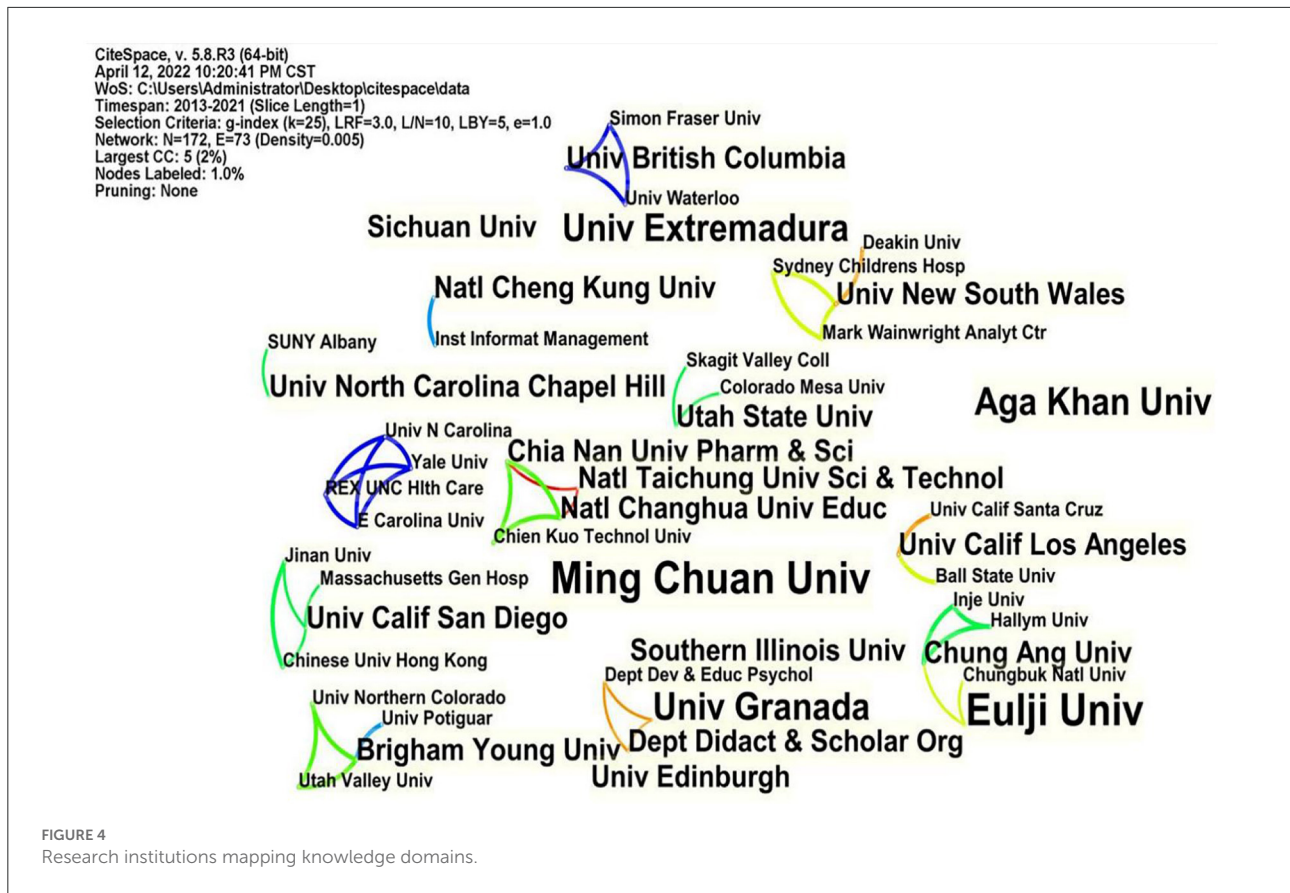 CiteSpace, v. 5.8.R3 (64-bit)
April 12, 2022 10:20:41 PM CST
WoS: C:\Users\Administrator\Desktop\citespace\data
Timespan: 2013-2021 (Slice Length=1)
Selection Criteria: g-index (k=25), LRF=3.0, L/N=10, LBY=5, e=1.0
Network: N=172, E=73 (Density=0.005)
Largest CC: 5 (2%)
Nodes Labeled: 1.0%
Pruning: None
Simon Fraser Univ
Univ British Columbia
Univ Waterloo
Sichuan Univ
Univ Extremadura
Deakin Univ
Sydney Childrens Hosp
Natl Cheng Kung Univ
Univ New South Wales
Mark Wainwright Analyt Ctr
Inst Informat Management
SUNY Albany
Skagit Valley Coll
Univ North Carolina Chapel Hill
Colorado Mesa Univ
Aga Khan Univ
Utah State Univ
Univ N Carolina
Chia Nan Univ Pharm & Sci
Yale Univ
Natl Taichung Univ Sci & Technol
REX UNC Hlth Care
Natl Changhua Univ Educ
Univ Calif Santa Cruz
E Carolina Univ
Chien Kuo Technol Univ
Univ Calif Los Angeles
Jinan Univ
Massachusetts Gen Hosp
Ming Chuan Univ
Ball State Univ
Inje Univ
Univ Calif San Diego
Hallym Univ
Southern Illinois Univ
Chung Ang Univ
Chinese Univ Hong Kong
Dept Dev & Educ Psychol
Chungbuk Natl Univ
Univ Northern Colorado
Univ Granada
Eulji Univ
Univ Potiguar
Brigham Young Univ
Dept Didact & Scholar Org
Utah Valley Univ
Univ Edinburgh
FIGURE 4
Research institutions mapping knowledge domains.